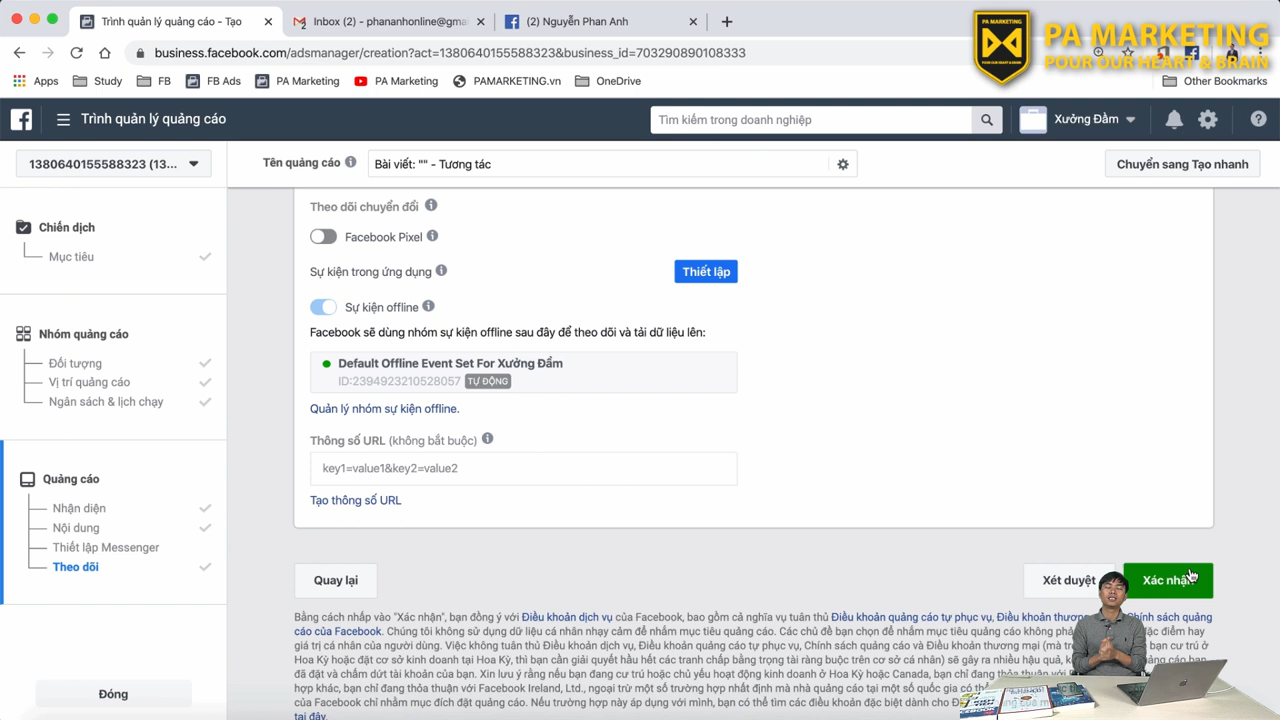 Trình quản lý quảng cáo - Tạo
Inbox (2) - phananhonline@gma
(2) Nguyễn Phan Anh
PA MARKETING
POUR OUR HEART & BRAIN
business.facebook.com/adsmanager/creation?act=1380640155588323&business_id=703290890108333
Apps
Study
FB
FB Ads
PA Marketing
PA Marketing
PAMARKETING.VN
OneDrive
Other Bookmarks
Trình quản lý quảng cáo
Tìm kiếm trong doanh nghiệp
Xưởng Đầm
1380640155588323 (13...
Tên quảng cáo
Bài viết: "" - Tương tác
Chuyển sang Tạo nhanh
Chiến dịch
Mục tiêu
Nhóm quảng cáo
Đối tượng
Vị trí quảng cáo
Ngân sách & lịch chạy
Quảng cáo
Nhận diện
Nội dung
Thiết lập Messenger
Theo dõi
Đóng
Theo dõi chuyển đổi
Facebook Pixel
Sự kiện trong ứng dụng
Thiết lập
Sự kiện offline
Facebook sẽ dùng nhóm sự kiện offline sau đây để theo dõi và tải dữ liệu lên:
Default Offline Event Set For Xưởng Đầm
ID:2394923210528057 TỰ ĐỘNG
Quản lý nhóm sự kiện offline.
Thông số URL (không bắt buộc)
key1=value1&key2=value2
Tạo thông số URL
Quay lại
Xét duyệt
Xác nhận
Bằng cách nhấp vào "Xác nhận", bạn đồng ý với Điều khoản dịch vụ của Facebook, bao gồm cả nghĩa vụ tuân thủ Điều khoản quảng cáo tự phục vụ, Điều khoản thương Chính sách quảng
cáo của Facebook. Chúng tôi không sử dụng dữ liệu cá nhân nhạy cảm để nhắm mục tiêu quảng cáo. Các chủ đề bạn chọn để nhắm mục tiêu quảng cáo không phả đặc điểm hay
giá trị cá nhân của người dùng. Việc không tuân thủ Điều khoản dịch vụ, Điều khoản quảng cáo tự phục vụ, Chính sách quảng cáo và Điều khoản thương mại (mà
Hoa Kỳ hoặc đặt cơ sở kinh doanh tại Hoa Kỳ, thì bạn cần giải quyết hầu hết các tranh chấp bằng trọng tài ràng buộc trên cơ sở cá nhân) sẽ gây ra nhiều hậu quả,
đã đặt và chấm dứt tài khoản của bạn. Xin lưu ý rằng nếu bạn cư trú hoặc chủ yếu hoạt động kinh doanh ở Hoa Kỳ hoặc Canada, bạn chỉ đang thỏa thuận
hợp khác, bạn chỉ đang thỏa thuận với Facebook Ireland, Ltd., ngoại trừ một số trường hợp nhất định mà nhà quảng cáo tại một số quốc gia
của Facebook nhằm mục đích đặt quảng cáo. Nếu trường hợp này áp dụng với mình, bạn có thể tìm các điều khoản đặc biệt dành cho
tại đây.